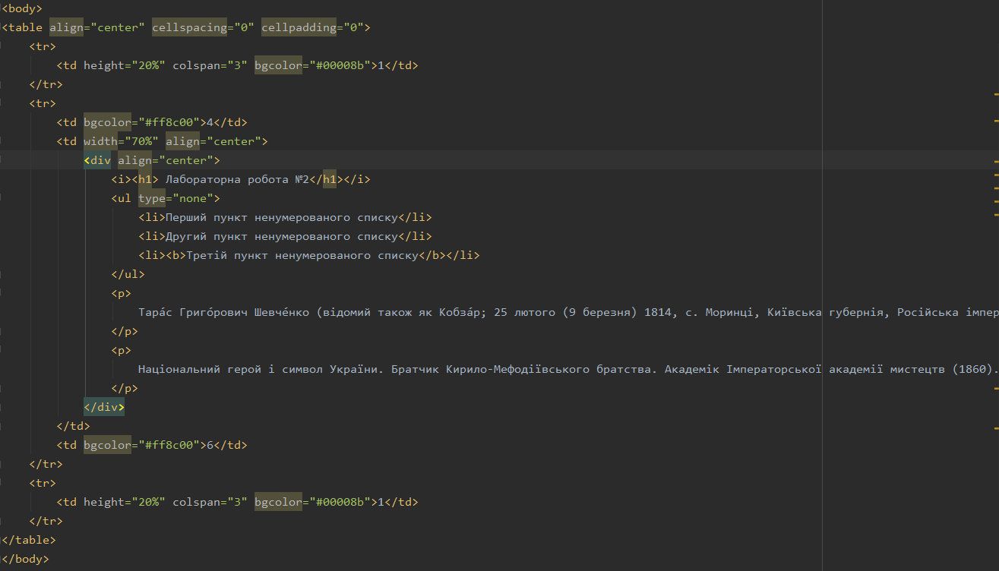 <body>
<table align="center" cellspacing="0" cellpadding="0">
<tr>
<td height="20%" colspan="3" bgcolor="#00008b">1</td>
</tr>
<tr>
<td bgcolor="#ff8c00">4</td>
<td width="70%" align="center">
<div align="center">
<i><h1> Лабораторна робота №2</h1></i>
<ul type="none">
<li>Перший пункт ненумерованого списку</li>
<li>Другий пункт ненумерованого списку</li>
<li><b>Третій пункт ненумерованого списку</b></li>
</ul>
<p>
Тара́с Григо́рович Шевче́нко (відомий також як Кобза́р; 25 лютого (9 березня) 1814, с. Моринці, Київська губернія, Російська
</p>
<p>
Національний герой і символ України. Братчик Кирило-Мефодіївського братства. Академік Імператорської академії мистецтв (1860).
</p>
</div>
</td>
<td bgcolor="#ff8c00">6</td>
</tr>
<tr>
<td height="20%" colspan="3" bgcolor="#00008b">1</td>
</tr>
</table>
</body>